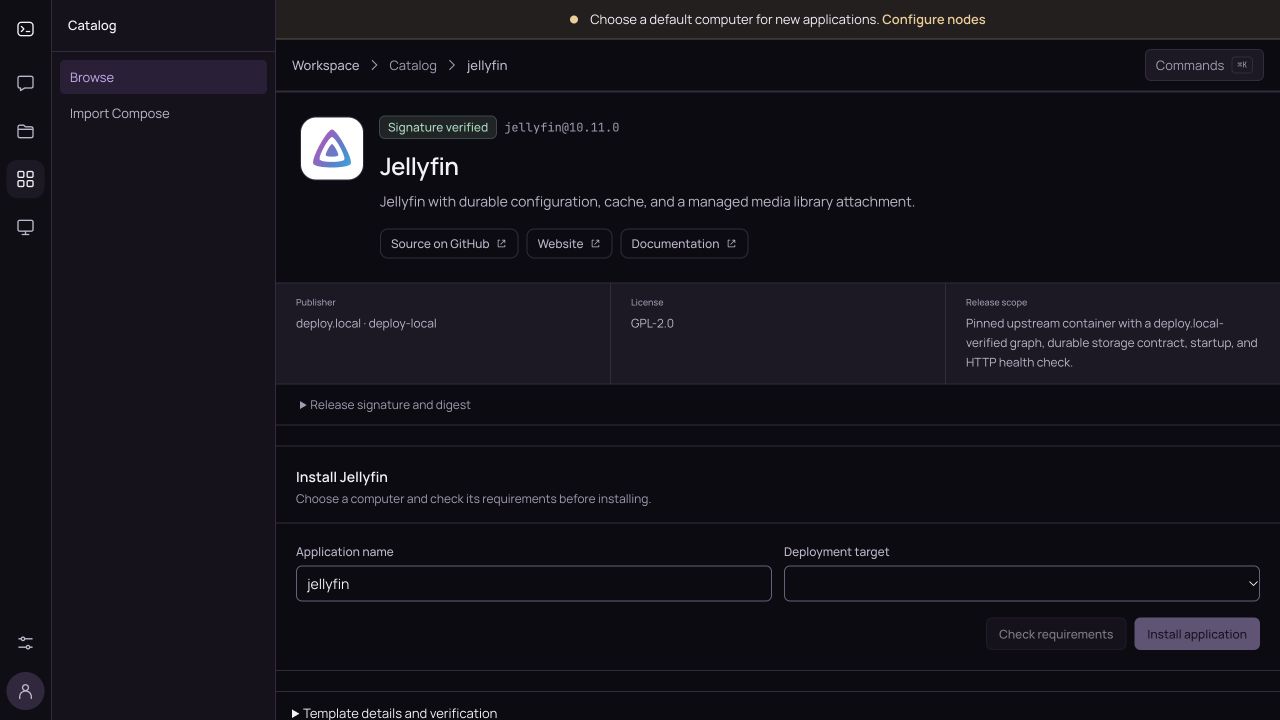 Catalog
Browse
Import Compose
Choose a default computer for new applications. Configure nodes
Workspace > Catalog > jellyfin
Commands ⌘K
Signature verified jellyfin@10.11.0
Jellyfin
Jellyfin with durable configuration, cache, and a managed media library attachment.
Source on GitHub
Website
Documentation
Publisher
deploy.local · deploy-local
License
GPL-2.0
Release scope
Pinned upstream container with a deploy.local-
verified graph, durable storage contract, startup, and
HTTP health check.
Release signature and digest
Install Jellyfin
Choose a computer and check its requirements before installing.
Application name
jellyfin
Deployment target
Check requirements
Install application
Template details and verification